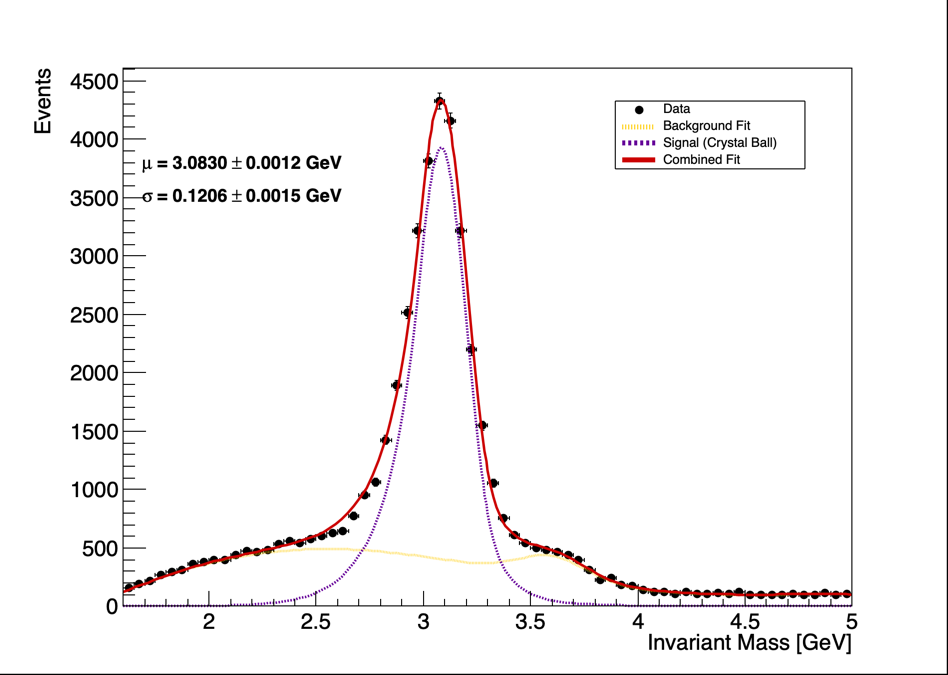 Events
4500
4000
3500
3000
2500
2000
1500
1000
500
0
μ = 3.0830 ± 0.0012 GeV
σ = 0.1206 ± 0.0015 GeV
Data
Background Fit
Signal (Crystal Ball)
Combined Fit
2 2.5 3 3.5 4 4.5 5
Invariant Mass [GeV]